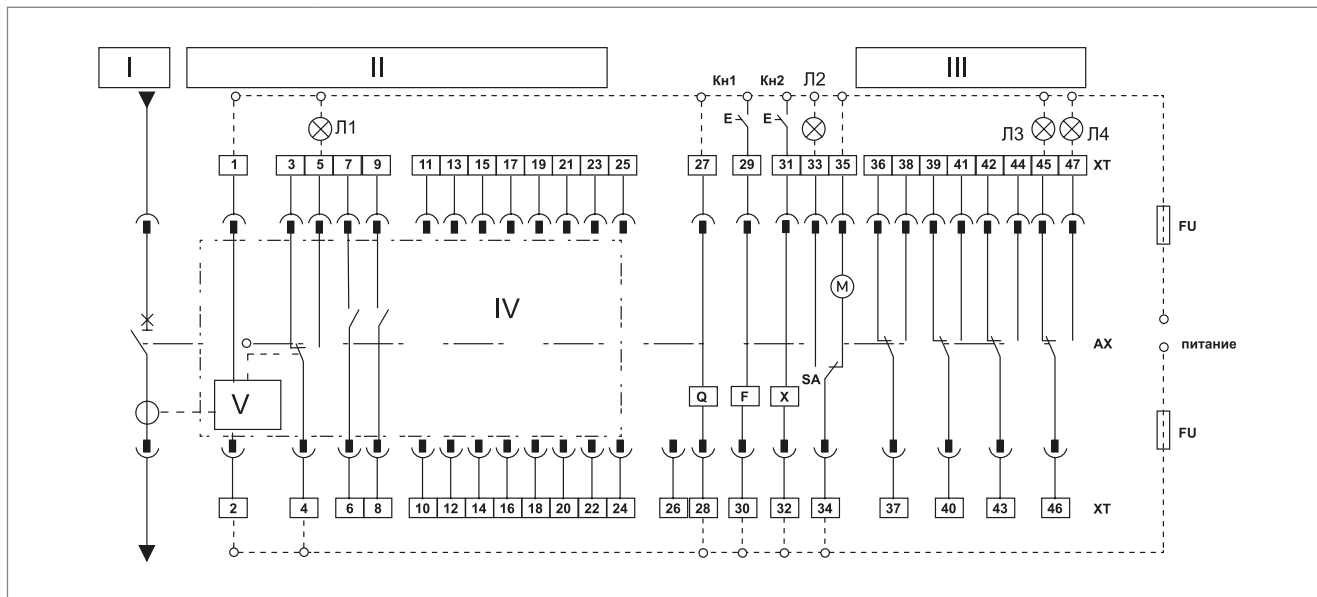 I II III
Кн1 Кн2 Л2
Л1 E E Л3 Л4
1 3 5 7 9 11 13 15 17 19 21 23 25 27 29 31 33 35 36 38 39 41 42 44 45 47 XT
FU
IV
M
AX питание
SA
V Q F X
FU
2 4 6 8 10 12 14 16 18 20 22 24 26 28 30 32 34 37 40 43 46 XT